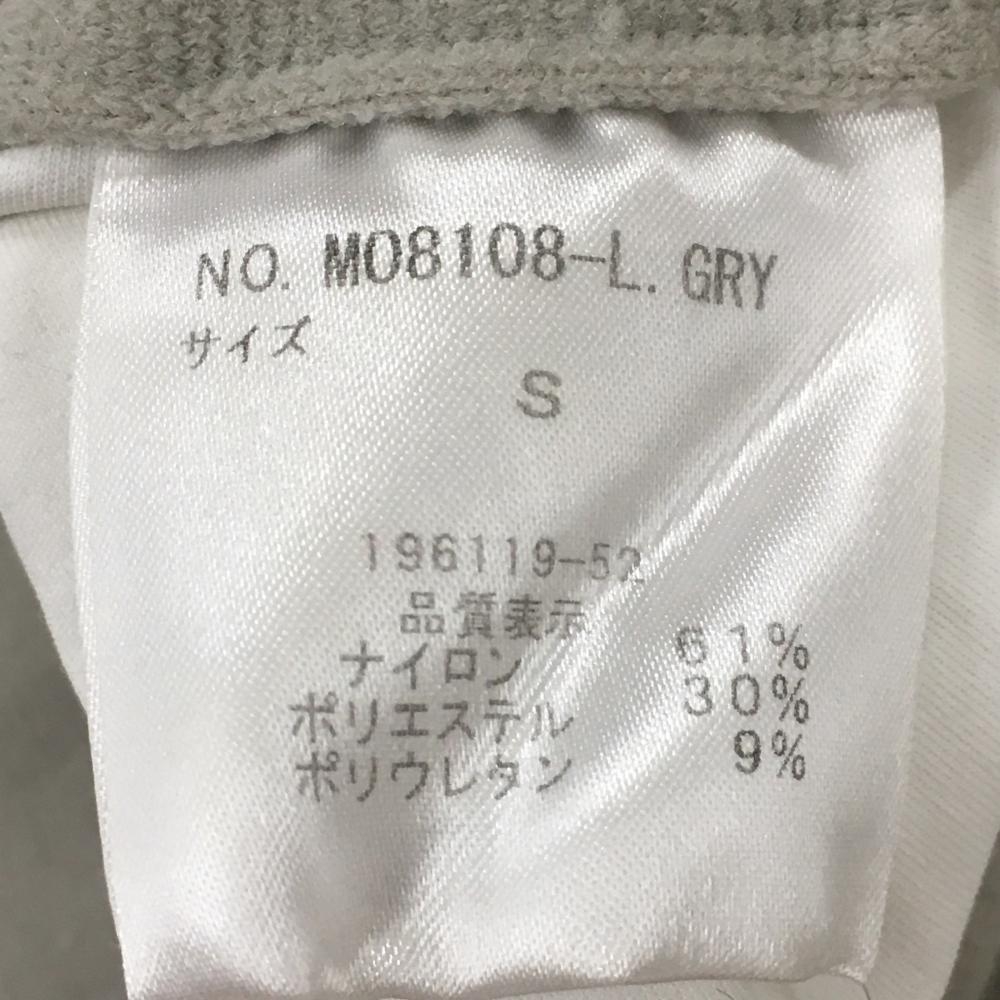 NO. M08108-L. GRY
サイズ
S
196119-52
品質表示
ナイロン 61%
ポリエステル 30%
ポリウレタン 9%